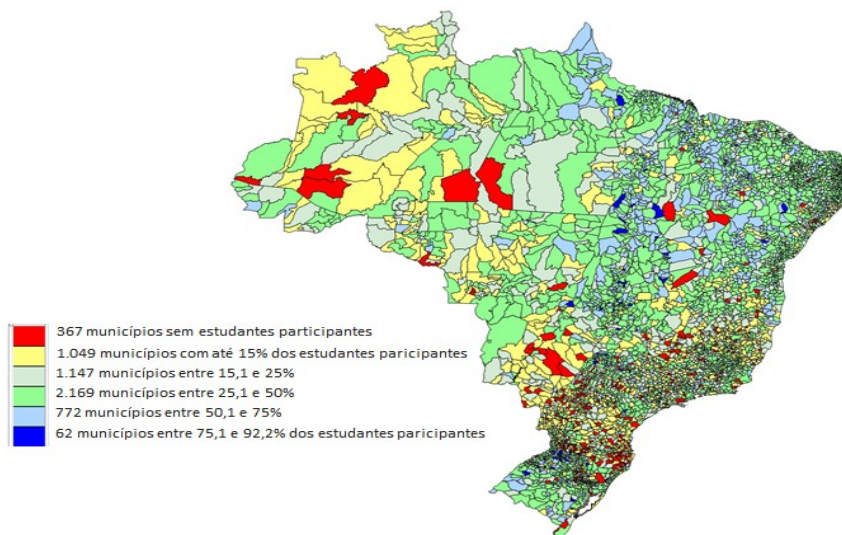 367 municípios sem estudantes participantes
1.049 municípios com até 15% dos estudantes paricipantes
1.147 municípios entre 15,1 e 25%
2.169 municípios entre 25,1 e 50%
772 municípios entre 50,1 e 75%
62 municípios entre 75,1 e 92,2% dos estudantes paricipantes